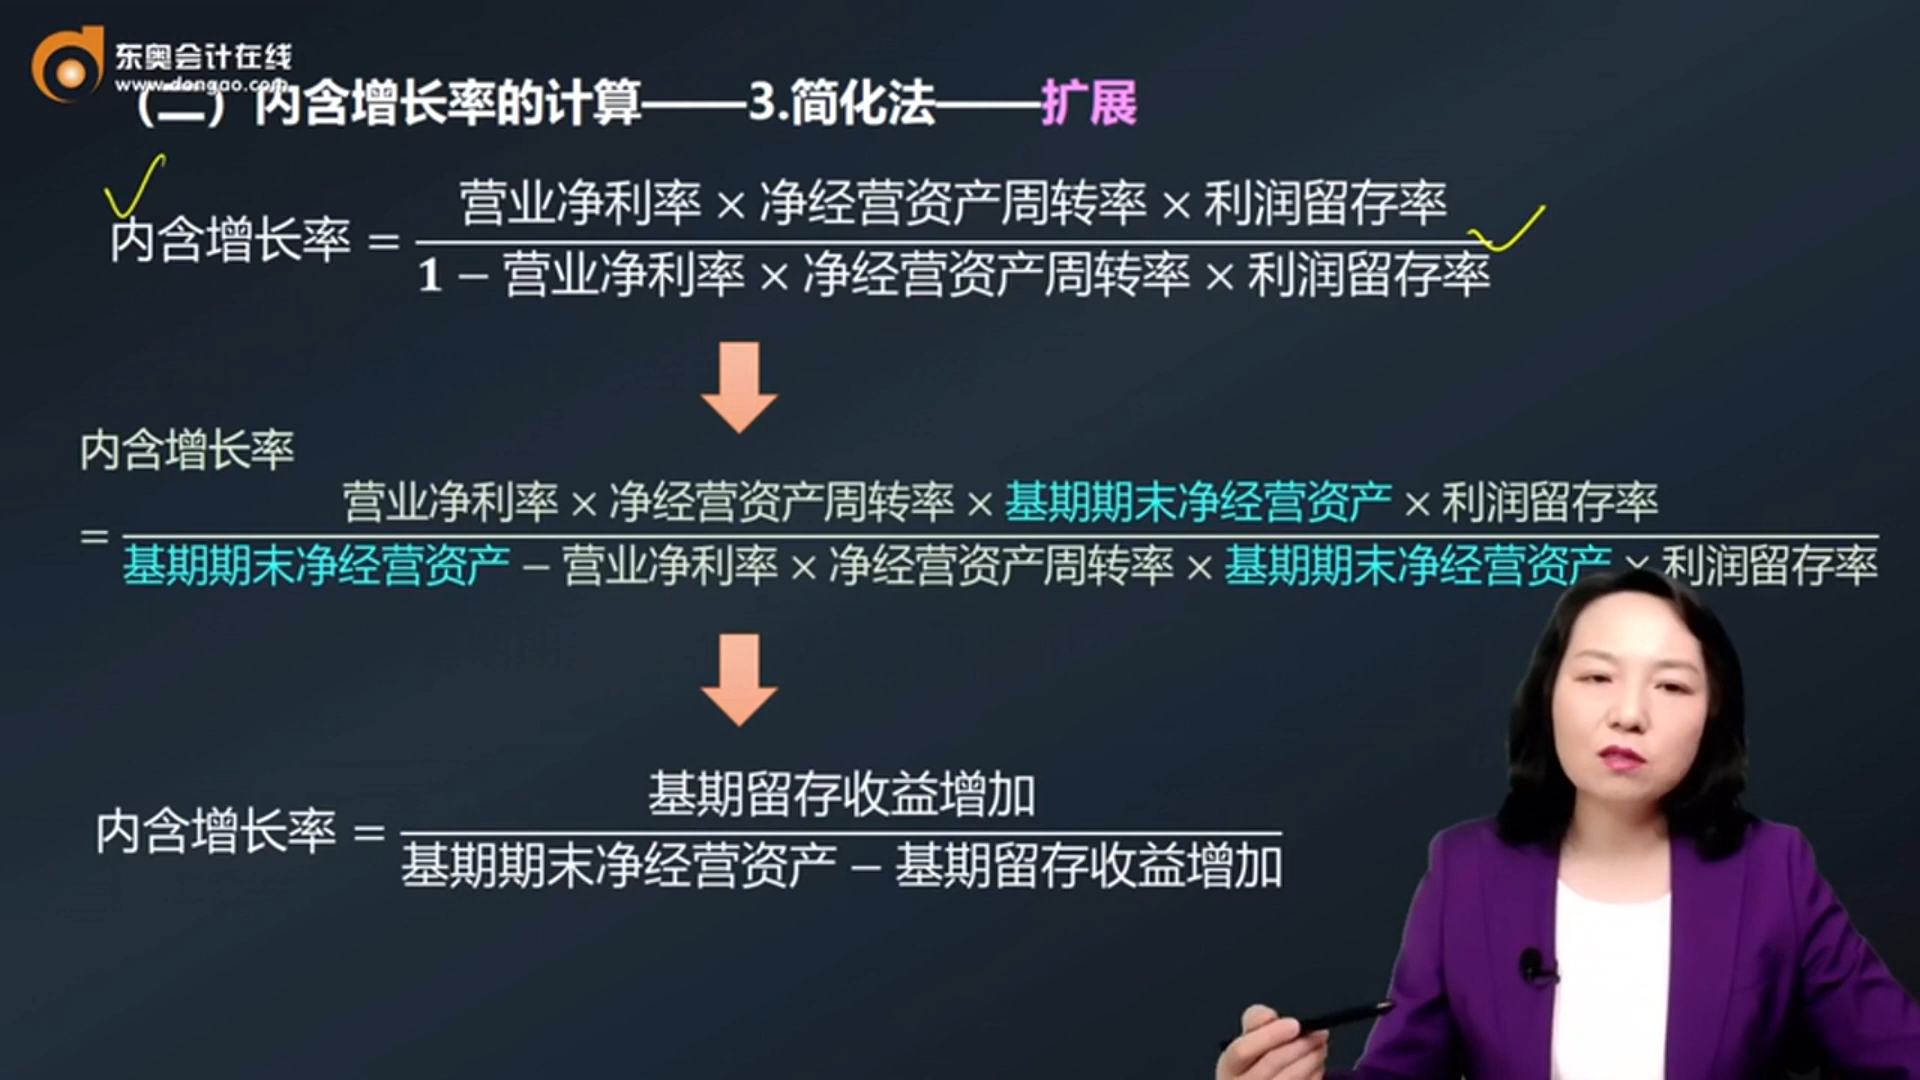 东奥会计在线
www.dongao.com
（二）内含增长率的计算——3.简化法——扩展
营业净利率 × 净经营资产周转率 × 利润留存率
内含增长率 =
1 − 营业净利率 × 净经营资产周转率 × 利润留存率
内含增长率
营业净利率 × 净经营资产周转率 × 基期期末净经营资产 × 利润留存率
=
基期期末净经营资产 − 营业净利率 × 净经营资产周转率 × 基期期末净经营资产 × 利润留存率
基期留存收益增加
内含增长率 =
基期期末净经营资产 − 基期留存收益增加